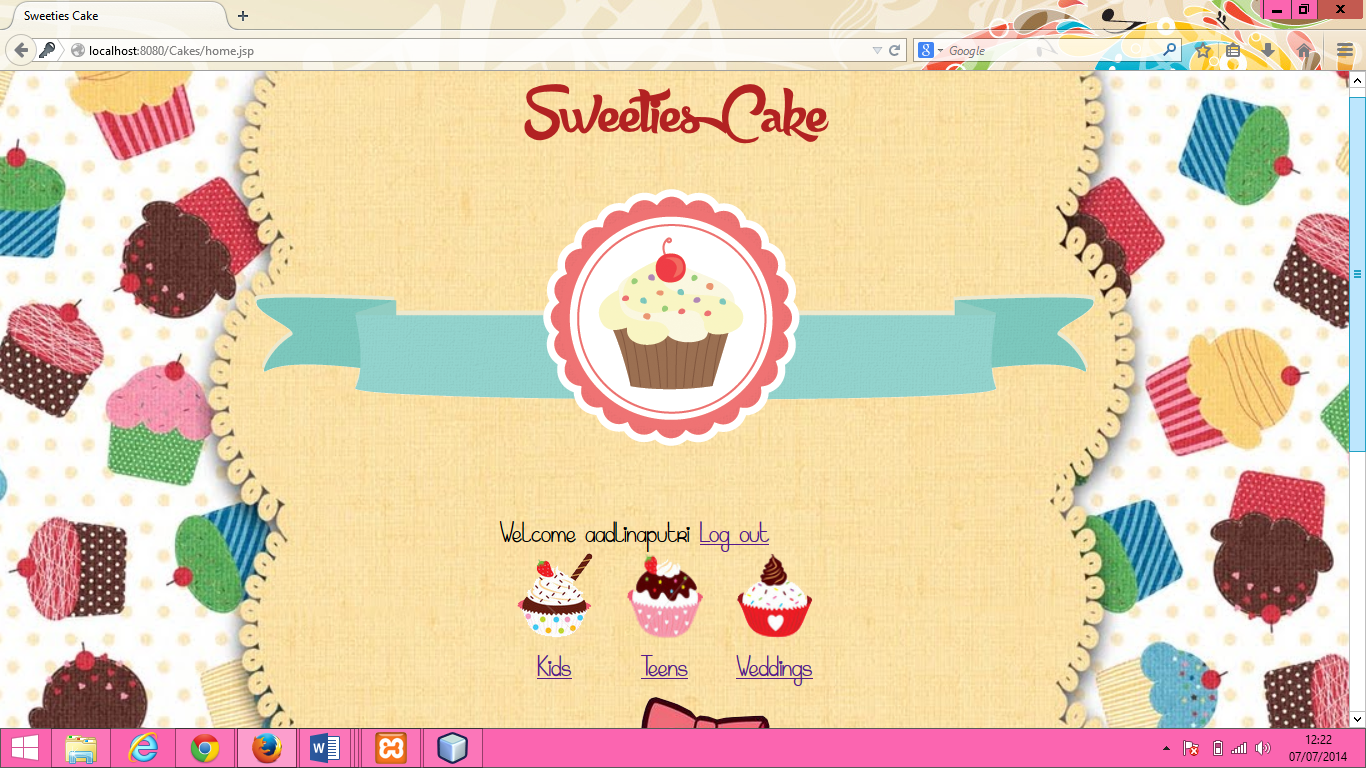 Sweeties Cake
localhost:8080/Cakes/home.jsp
Google
Sweeties Cake
Welcome aadlinaputri Log out
Kids Teens Weddings
12:22
07/07/2014